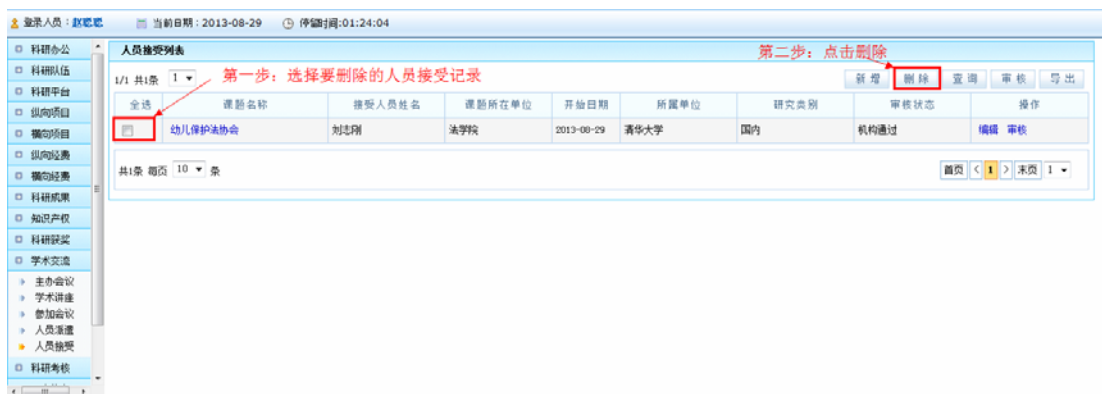 登录人员：赵聪聪 当前日期：2013-08-29 停留时间:01:24:04
科研办公
科研队伍
科研平台
纵向项目
横向项目
纵向经费
横向经费
科研成果
知识产权
科研获奖
学术交流
主办会议
学术讲座
参加会议
人员派遣
人员接受
科研考核
人员接受列表
第二步：点击删除
1/1 共1条 1
第一步：选择要删除的人员接受记录
新增 删除 查询 审核 导出
全选 课题名称 接受人员姓名 课题所在单位 开始日期 所属单位 研究类别 审核状态 操作
幼儿保护法协会 刘志刚 法学院 2013-08-29 清华大学 国内 机构通过 编辑 审核
共1条 每页 10 条
首页 < 1 > 末页 1